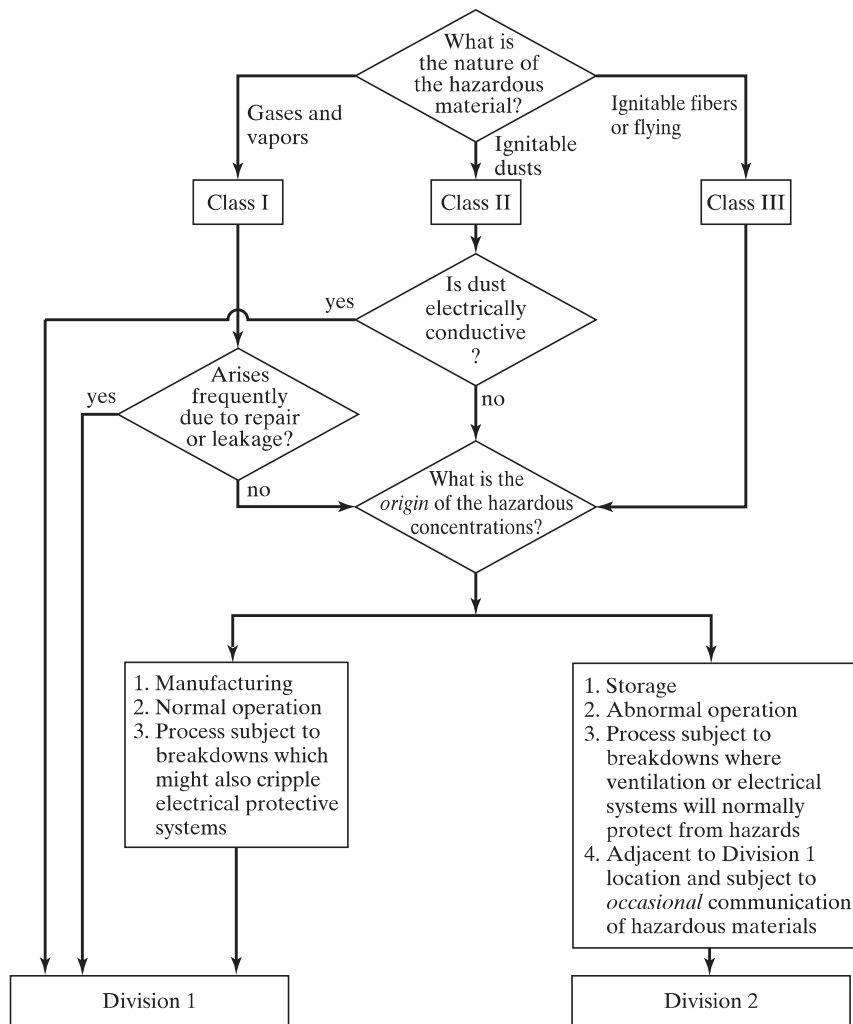 What is
the nature of
the hazardous
material?
Gases and
vapors
Ignitable
dusts
Ignitable fibers
or flying
Class I
Class II
Class III
Is dust
electrically
conductive
?
yes
no
Arises
frequently
due to repair
or leakage?
yes
no
What is the
origin of the hazardous
concentrations?
1. Manufacturing
2. Normal operation
3. Process subject to
breakdowns which
might also cripple
electrical protective
systems
1. Storage
2. Abnormal operation
3. Process subject to
breakdowns where
ventilation or electrical
systems will normally
protect from hazards
4. Adjacent to Division 1
location and subject to
occasional communication
of hazardous materials
Division 1
Division 2